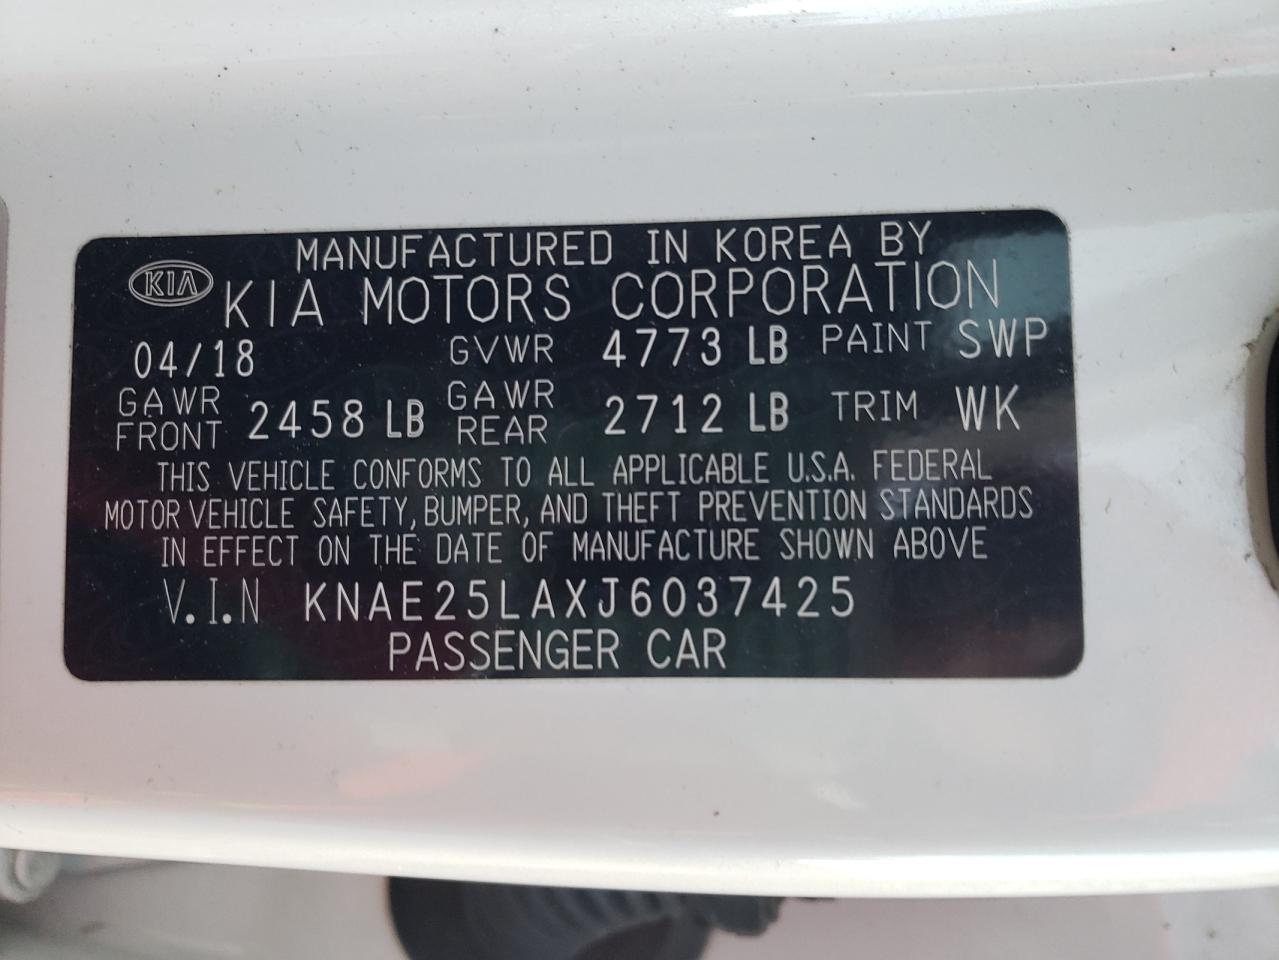 MANUFACTURED IN KOREA BY
KIA
KIA MOTORS CORPORATION
04/18 GVWR 4773 LB PAINT SWP
GAWR FRONT 2458 LB GAWR REAR 2712 LB TRIM WK
THIS VEHICLE CONFORMS TO ALL APPLICABLE U.S.A. FEDERAL
MOTOR VEHICLE SAFETY, BUMPER, AND THEFT PREVENTION STANDARDS
IN EFFECT ON THE DATE OF MANUFACTURE SHOWN ABOVE
V.I.N KNAE25LAXJ6037425
PASSENGER CAR